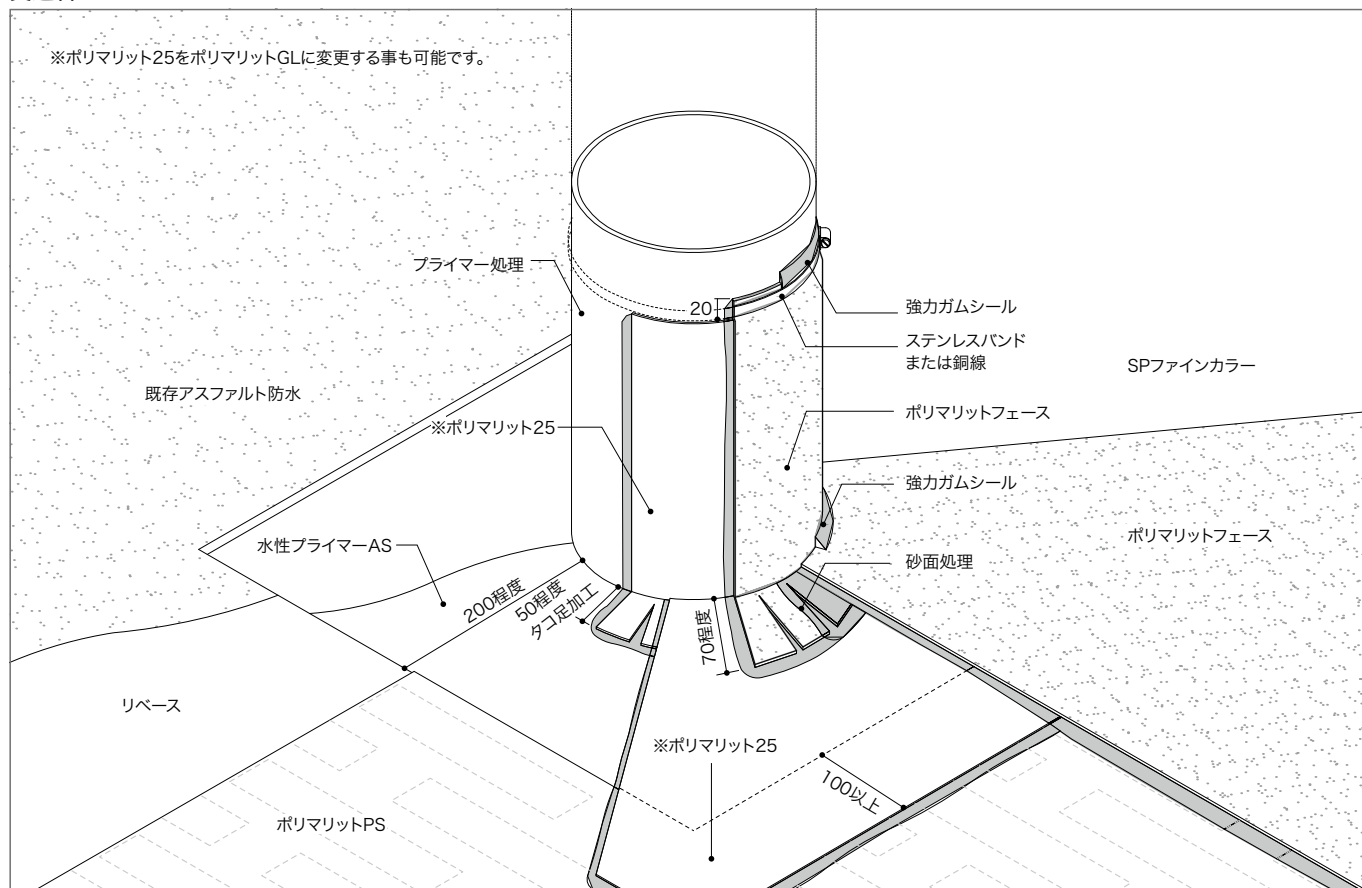 ※ポリマリット25をポリマリットGLに変更する事も可能です。
プライマー処理
20
強力ガムシール
ステンレスバンド
または銅線
SPファインカラー
既存アスファルト防水
ポリマリットフェース
※ポリマリット25
強力ガムシール
ポリマリットフェース
水性プライマーAS
砂面処理
200程度
50程度
タコ足加工
70程度
リベース
※ポリマリット25
100以上
ポリマリットPS